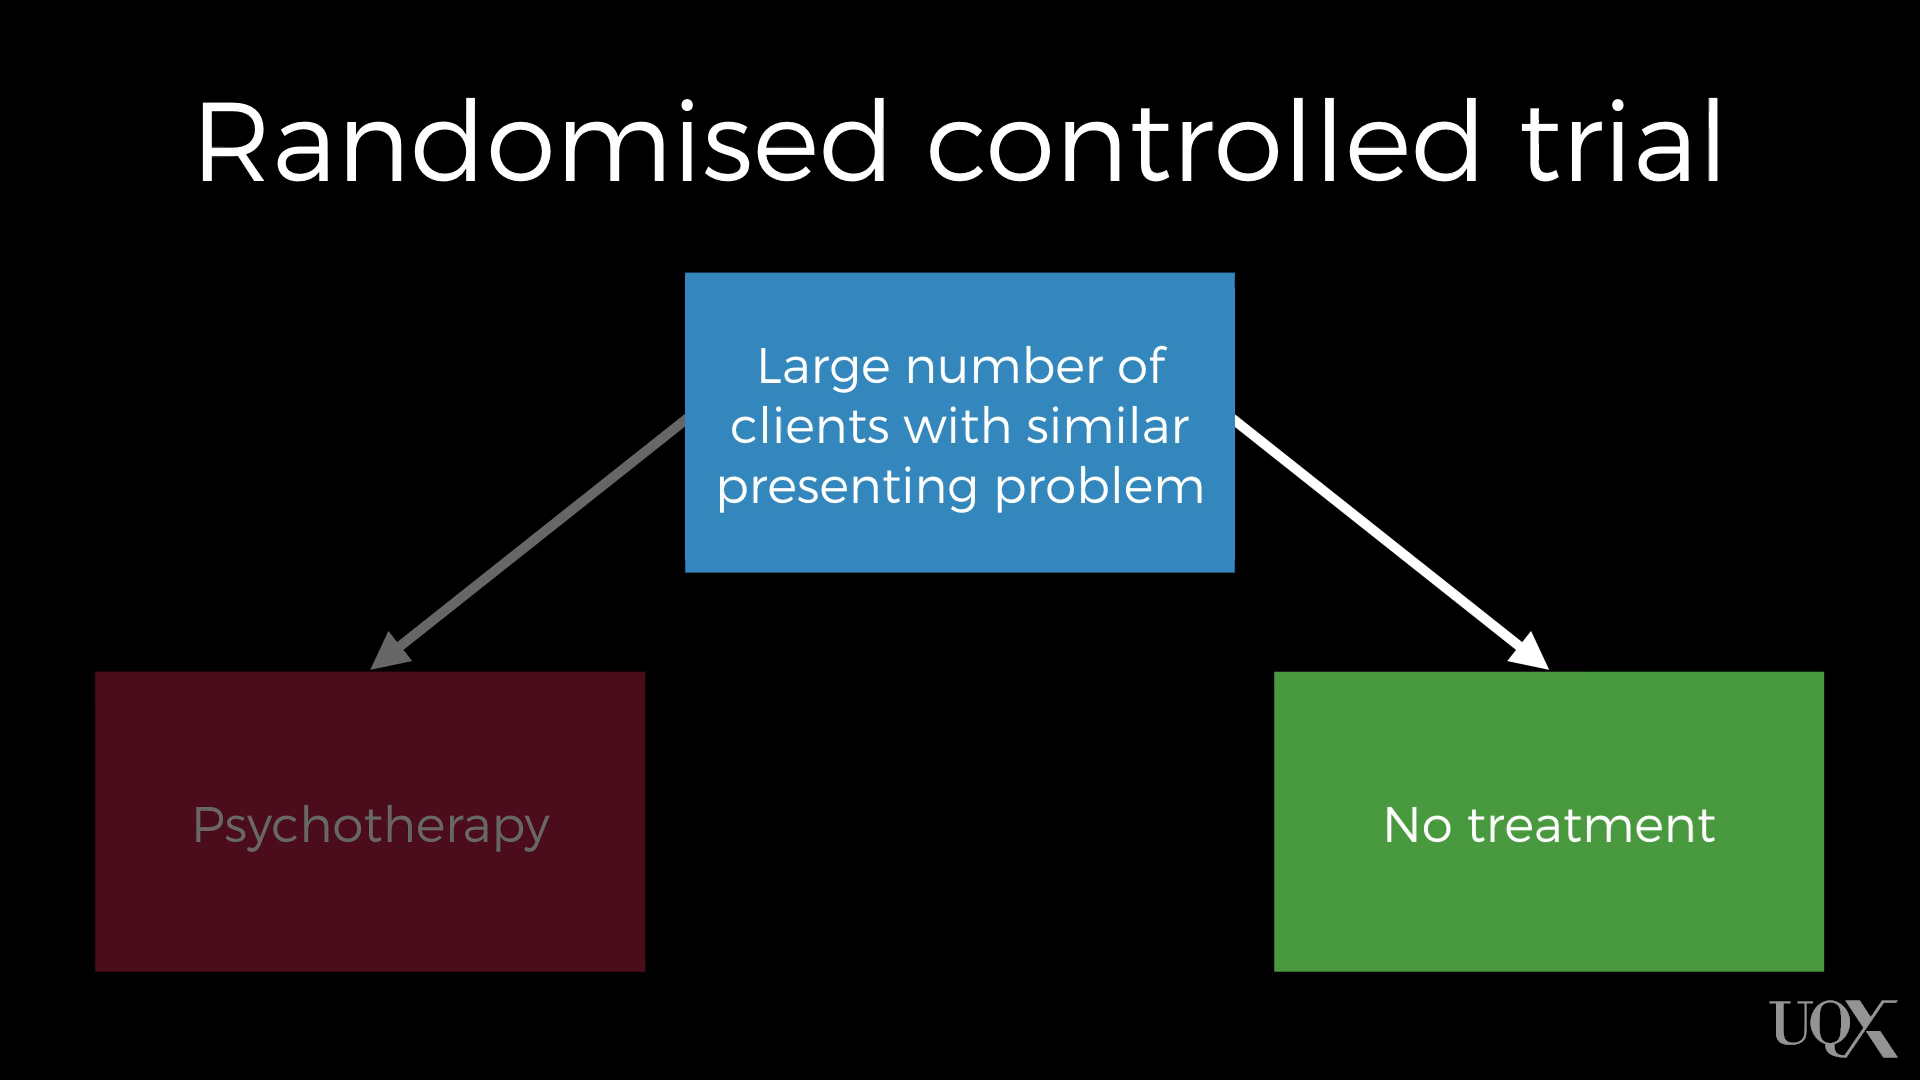 Randomised controlled trial
Large number of
clients with similar
presenting problem
Psychotherapy
No treatment
UQX